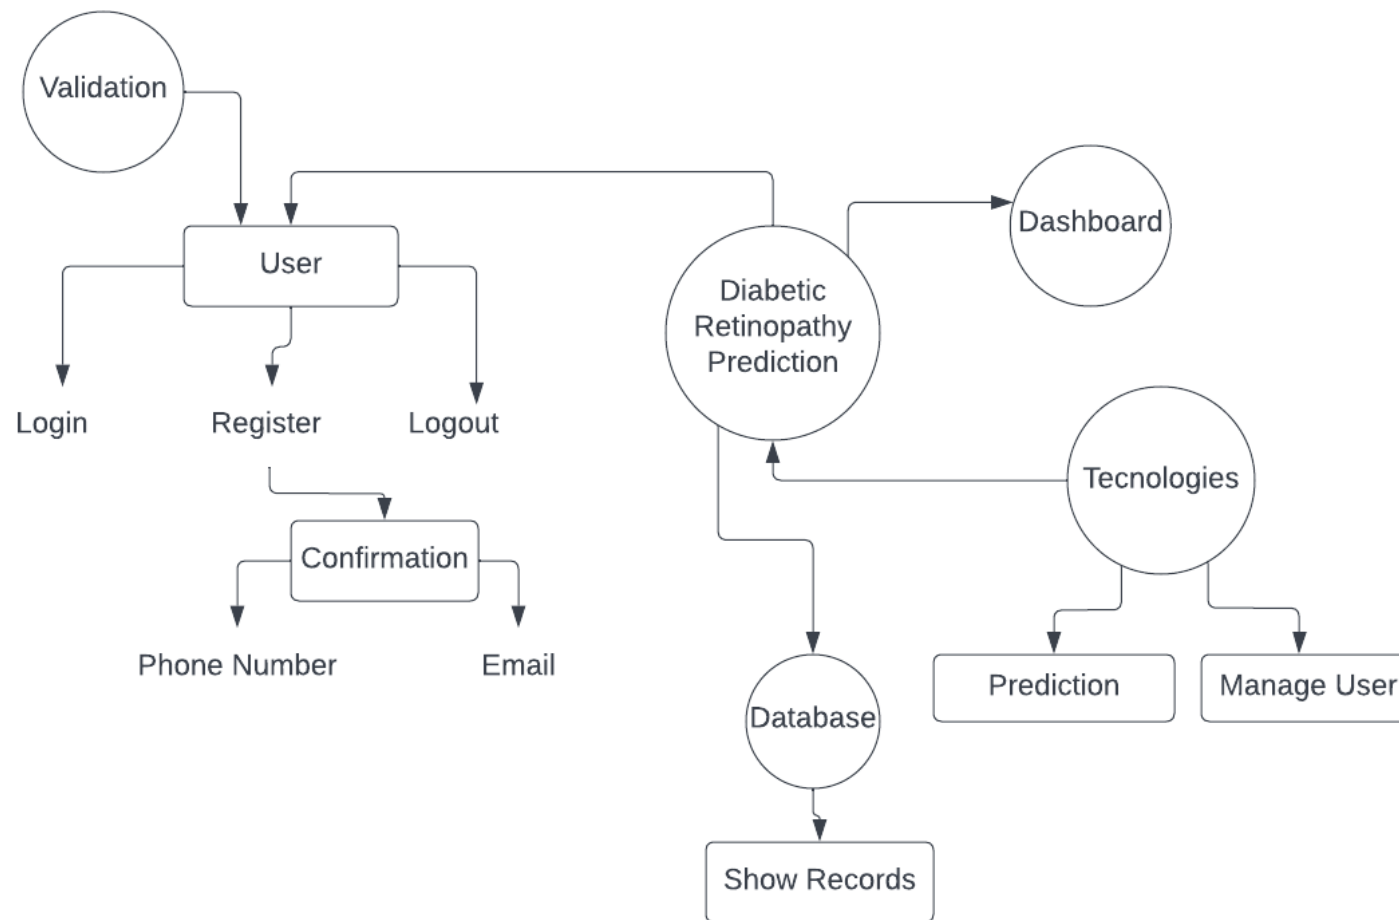 Validation
Dashboard
User
Diabetic
Retinopathy
Prediction
Login
Register
Logout
Tecnologies
Confirmation
Phone Number
Email
Prediction
Manage User
Database
Show Records